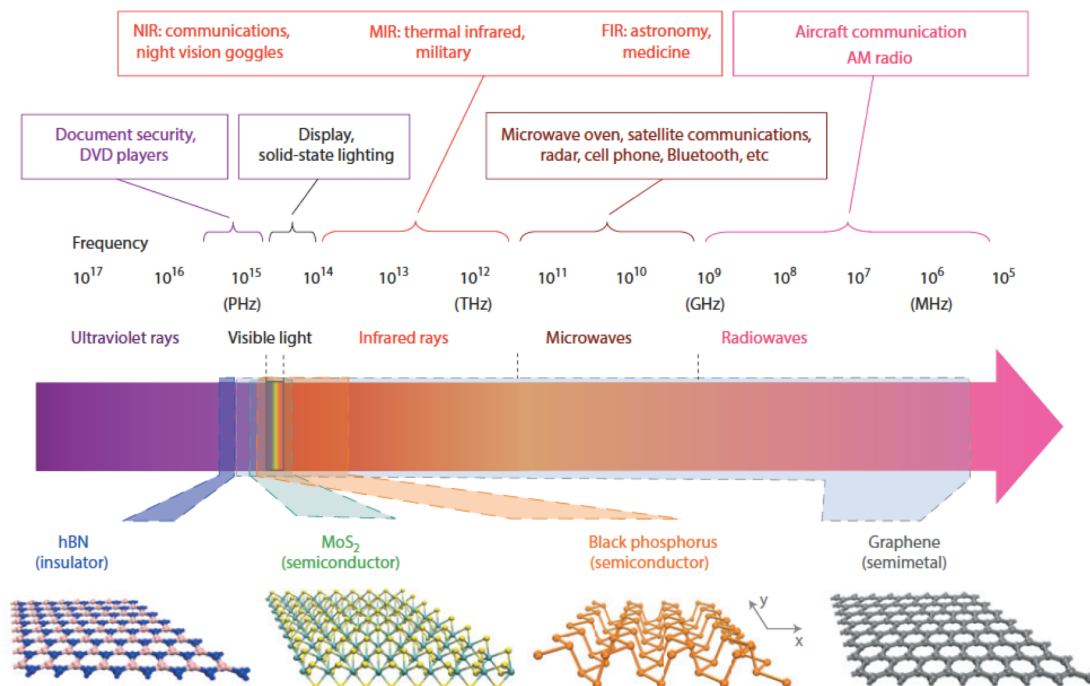 NIR: communications,
night vision goggles
MIR: thermal infrared,
military
FIR: astronomy,
medicine
Aircraft communication
AM radio
Document security,
DVD players
Display,
solid-state lighting
Microwave oven, satellite communications,
radar, cell phone, Bluetooth, etc
Frequency
10¹⁷ 10¹⁶ 10¹⁵ 10¹⁴ 10¹³ 10¹² 10¹¹ 10¹⁰ 10⁹ 10⁸ 10⁷ 10⁶ 10⁵
(PHz) (THz) (GHz) (MHz)
Ultraviolet rays Visible light Infrared rays Microwaves Radiowaves
hBN
(insulator)
MoS₂
(semiconductor)
Black phosphorus
(semiconductor)
Graphene
(semimetal)
y
x